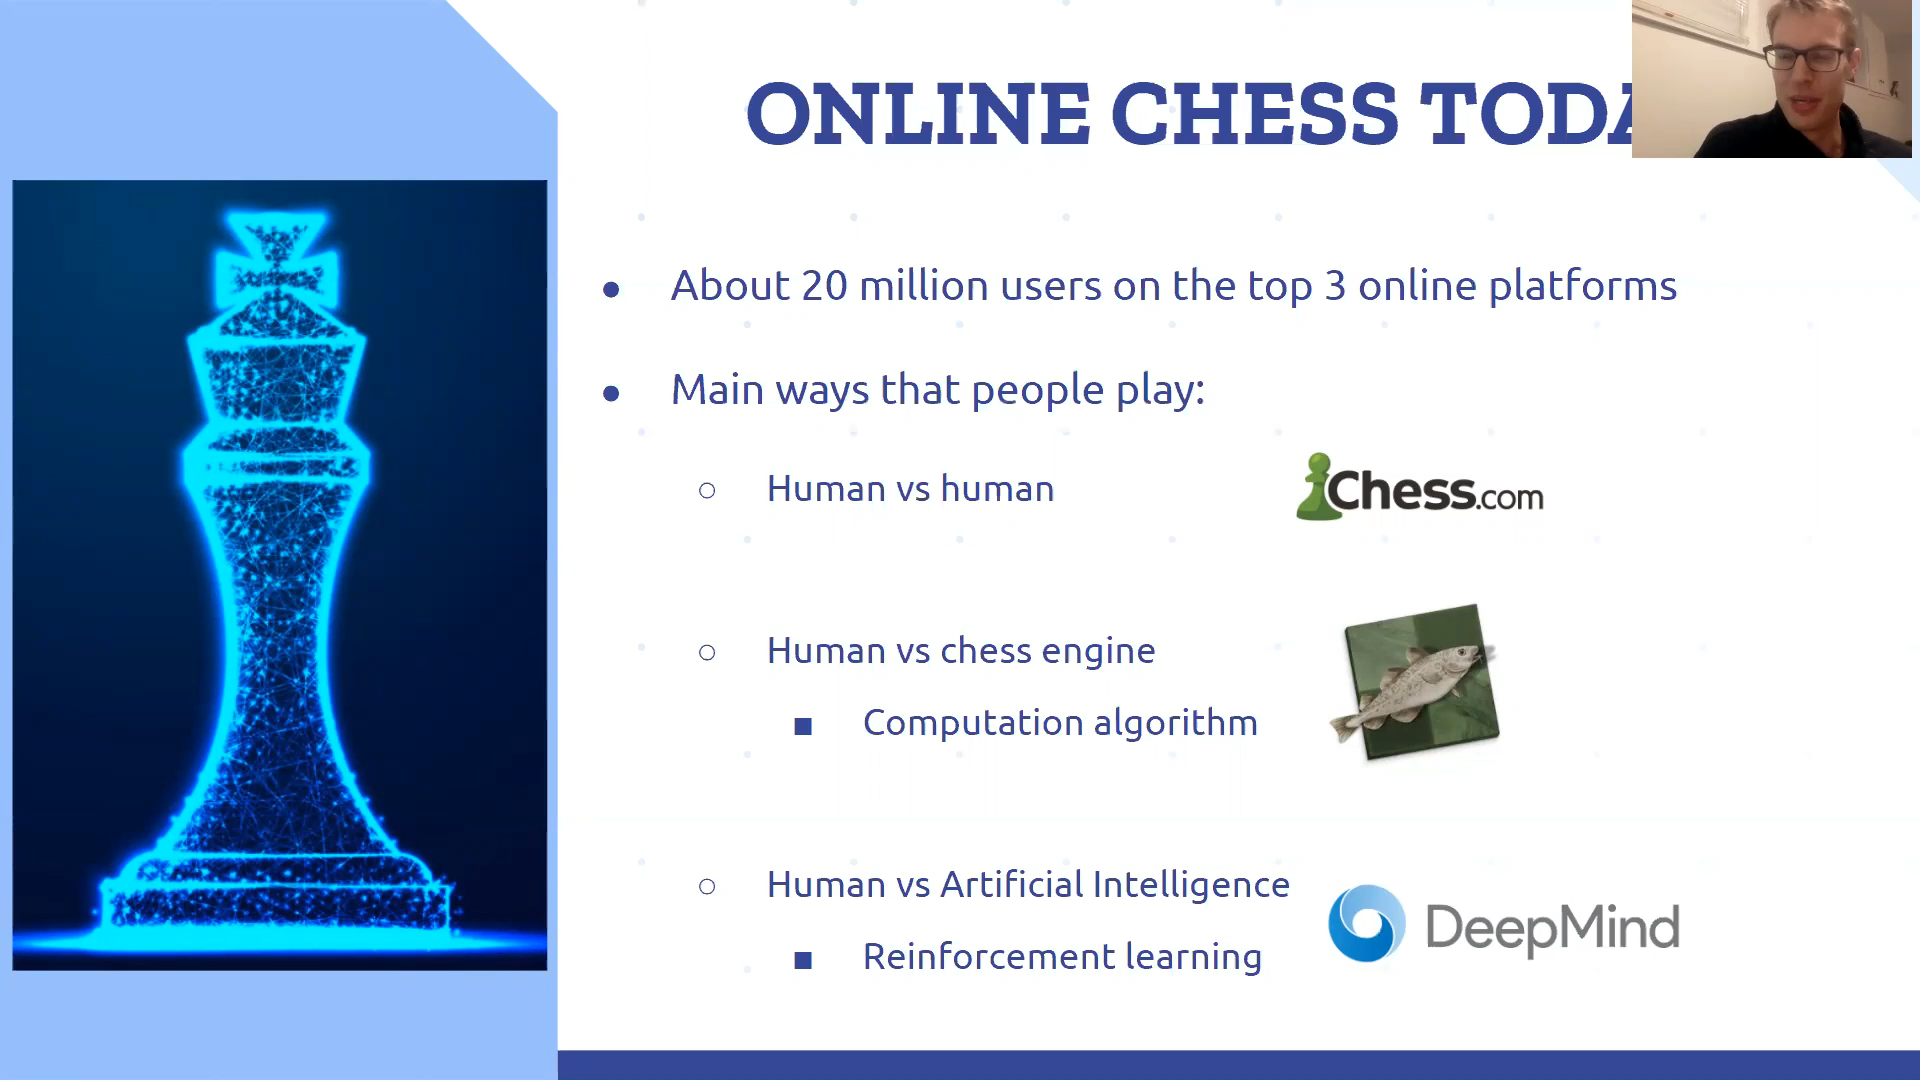 ONLINE CHESS TODA
About 20 million users on the top 3 online platforms
Main ways that people play:
Human vs human
Chess.com
Human vs chess engine
Computation algorithm
Human vs Artificial Intelligence
DeepMind
Reinforcement learning